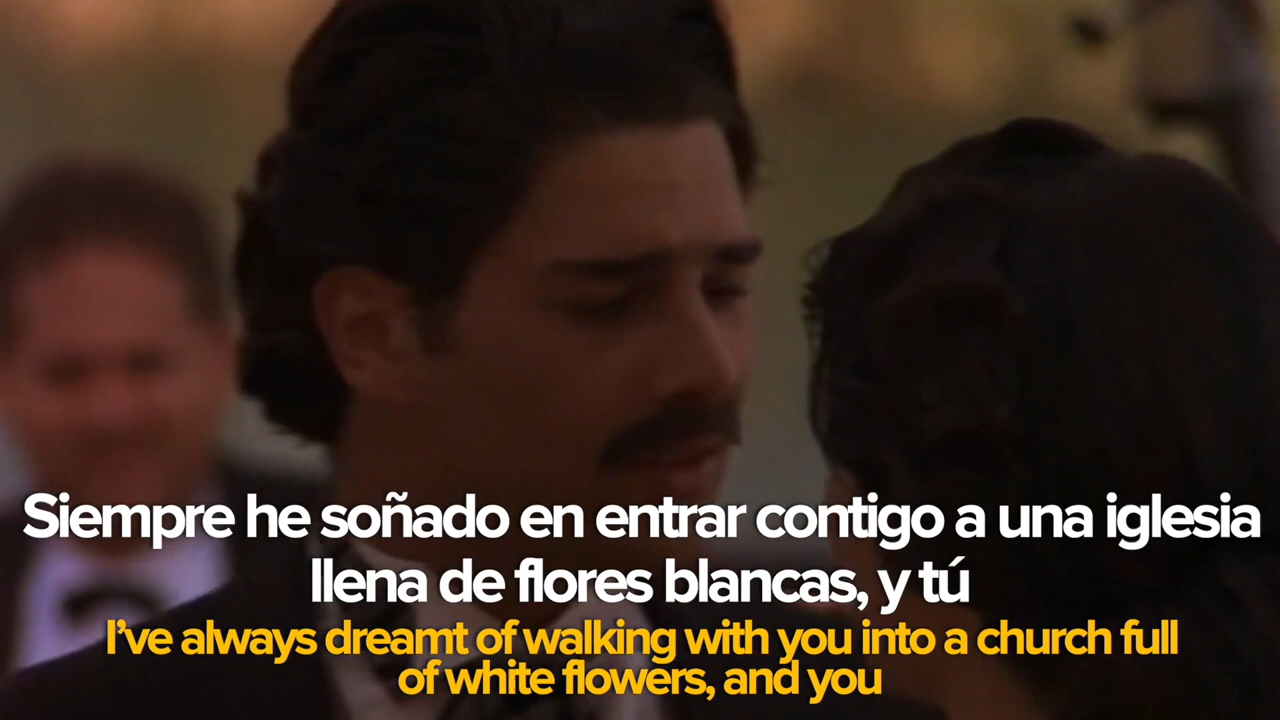 Siempre he soñado en entrar contigo a una iglesia
llena de flores blancas, y tú
I’ve always dreamt of walking with you into a church full
of white flowers, and you